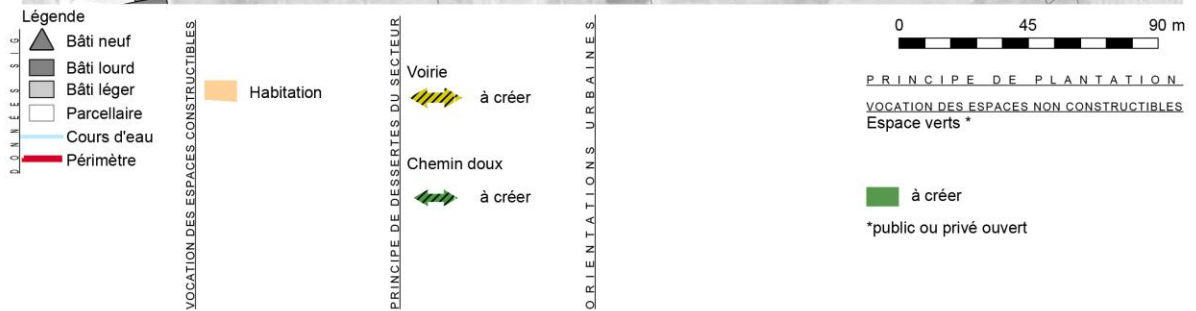 Légende
DONNEES SIG
Bâti neuf
Bâti lourd
Bâti léger
Parcellaire
Cours d'eau
Périmètre
VOCATION DES ESPACES CONSTRUCTIBLES
Habitation
PRINCIPE DE DESSERTES DU SECTEUR
Voirie
à créer
Chemin doux
à créer
ORIENTATIONS URBAINES
0 45 90 m
PRINCIPE DE PLANTATION
VOCATION DES ESPACES NON CONSTRUCTIBLES
Espace verts *
à créer
*public ou privé ouvert